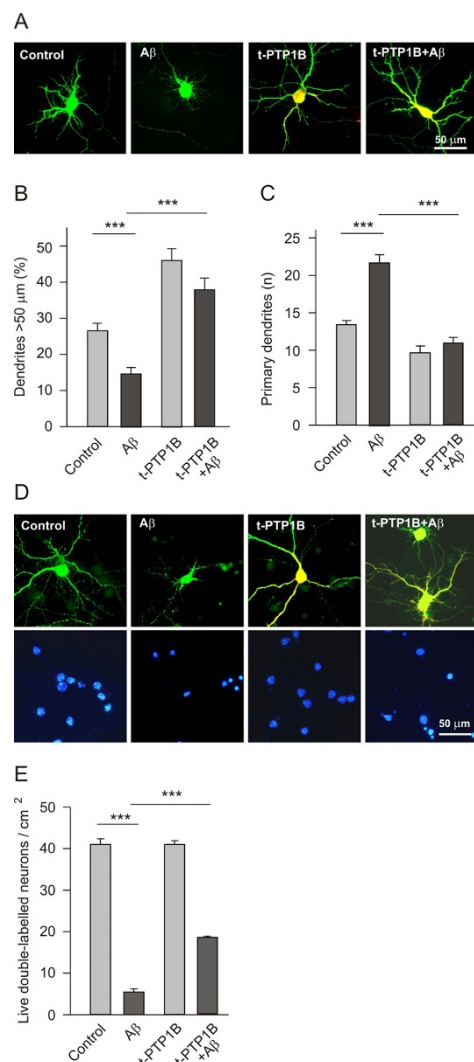 A
Control
Aβ
t-PTP1B
t-PTP1B+Aβ
50 μm
B
***
***
Dendrites >50 μm (%)
50
40
30
20
10
0
Control
Aβ
t-PTP1B
t-PTP1B
+Aβ
C
***
***
Primary dendrites (n)
25
20
15
10
5
0
Control
Aβ
t-PTP1B
t-PTP1B
+Aβ
D
Control
Aβ
t-PTP1B
t-PTP1B+Aβ
50 μm
E
***
***
Live double-labelled neurons / cm 2
50
40
30
20
10
0
Control
Aβ
t-PTP1B
t-PTP1B
+Aβ